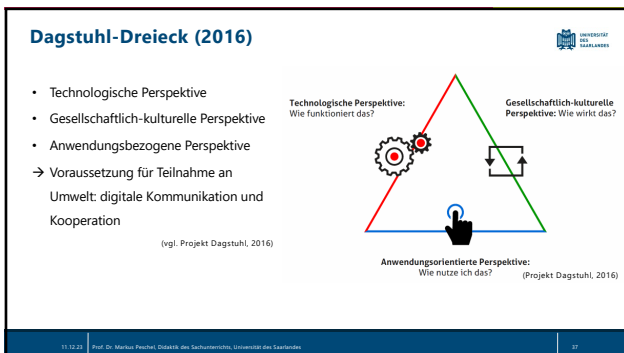 Dagstuhl-Dreieck (2016)
UNIVERSITÄT
DES
SAARLANDES
• Technologische Perspektive
• Gesellschaftlich-kulturelle Perspektive
• Anwendungsbezogene Perspektive
→ Voraussetzung für Teilnahme an
Umwelt: digitale Kommunikation und
Kooperation
(vgl. Projekt Dagstuhl, 2016)
Technologische Perspektive:
Wie funktioniert das?
Gesellschaftlich-kulturelle
Perspektive: Wie wirkt das?
Anwendungsorientierte Perspektive:
Wie nutze ich das?
(Projekt Dagstuhl, 2016)
11.12.23 Prof. Dr. Markus Peschel, Didaktik des Sachunterrichts, Universität des Saarlandes 37